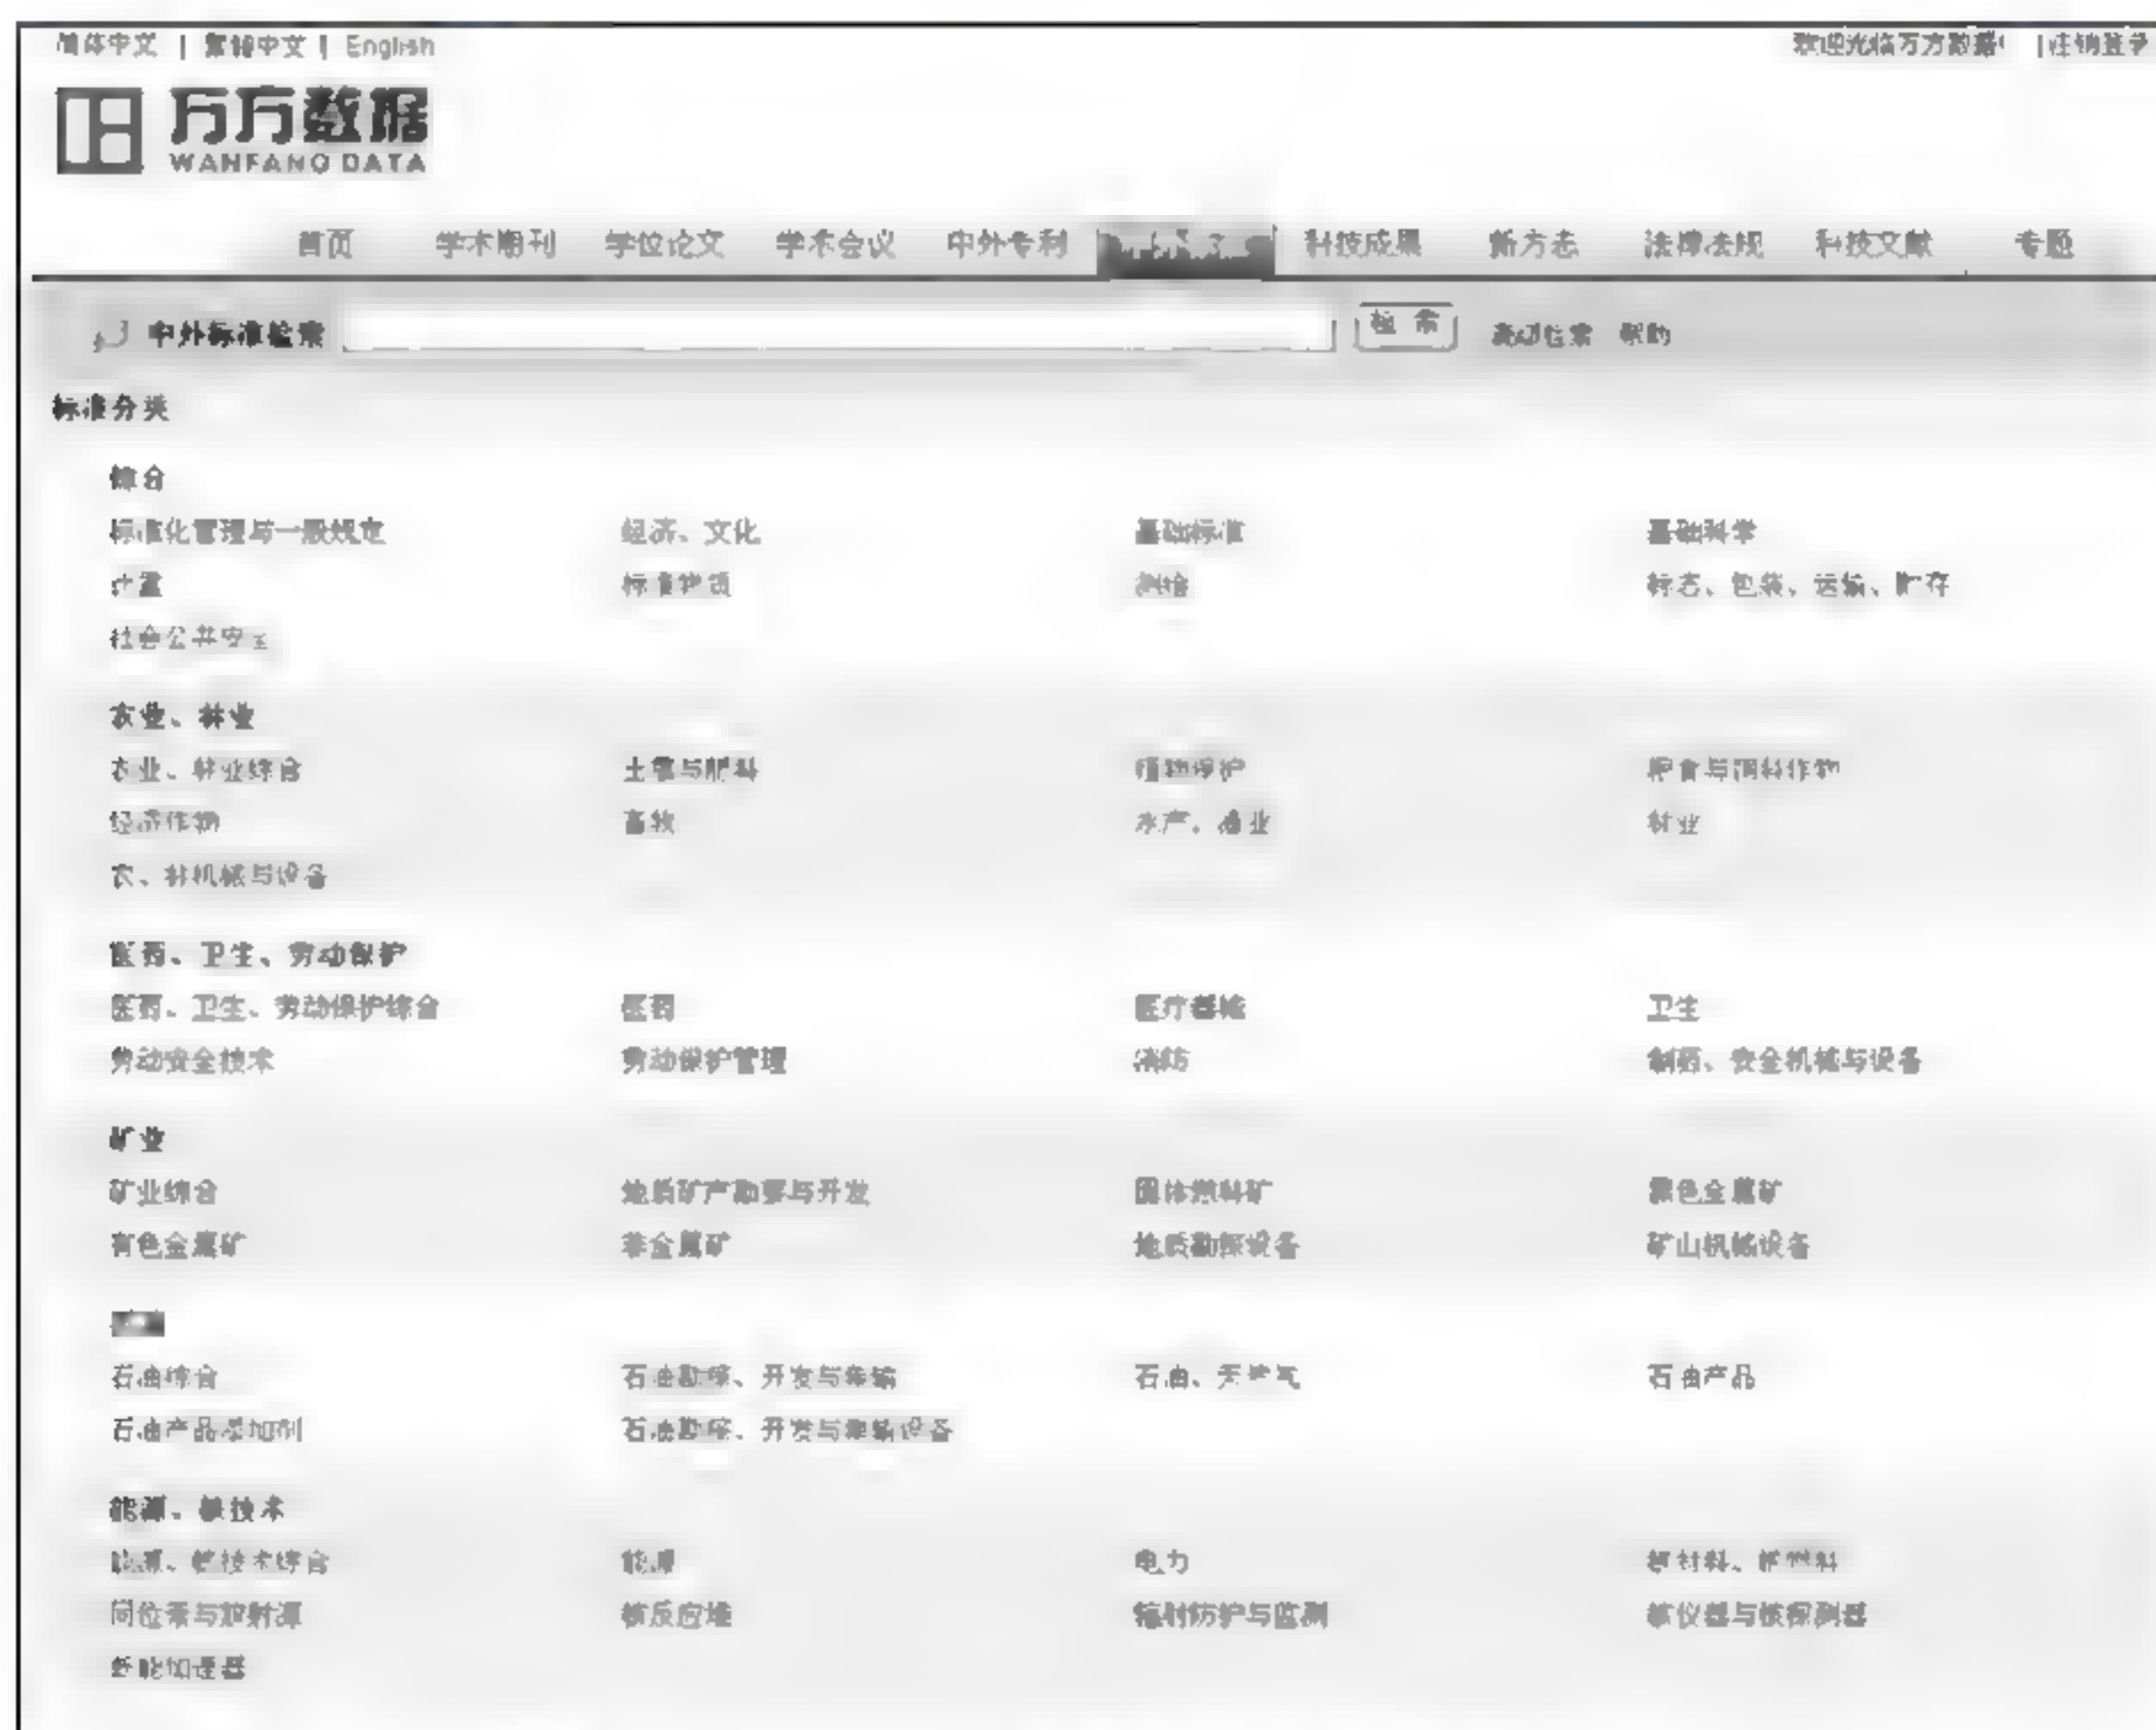 简体中文 | 繁體中文 | English
欢迎光临万方数据 | 注销登录
万方数据
WANFANG DATA
首页 学术期刊 学位论文 学术会议 中外专利 科技成果 新方志 法律法规 科技文献 专题
中外标准检索 检 索 高级检索 帮助
标准分类
综合
标准化管理与一般规定 经济、文化 基础标准 基础科学
计量 标准物质 测绘 标志、包装、运输、贮存
社会公共安全
农业、林业
农业、林业综合 土壤与肥料 植物保护 粮食与饲料作物
经济作物 畜牧 水产、渔业 林业
农、林机械与设备
医药、卫生、劳动保护
医药、卫生、劳动保护综合 医药 医疗器械 卫生
劳动安全技术 劳动保护管理 消防 制药、安全机械与设备
矿业
矿业综合 地质矿产勘察与开发 固体燃料矿 黑色金属矿
有色金属矿 非金属矿 地质勘探设备 矿山机械设备
石油综合 石油勘探、开发与集输 石油、天然气 石油产品
石油产品添加剂 石油勘探、开发与集输设备
能源、核技术
能源、核技术综合 能源 电力 核材料、核燃料
同位素与放射源 核反应堆 辐射防护与监测 核仪器与核探测器